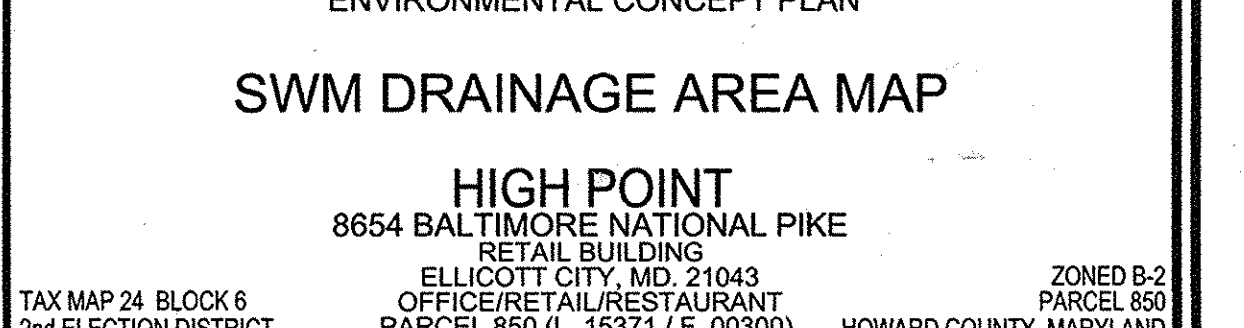 ENVIRONMENTAL CONCEPT PLAN
SWM DRAINAGE AREA MAP
HIGH POINT
8654 BALTIMORE NATIONAL PIKE
RETAIL BUILDING
ELLICOTT CITY, MD. 21043
ZONED B-2
TAX MAP 24 BLOCK 6 OFFICE/RETAIL/RESTAURANT PARCEL 850
2nd ELECTION DISTRICT PARCEL 850 (L. 15371 / F. 00300) HOWARD COUNTY, MARYLAND